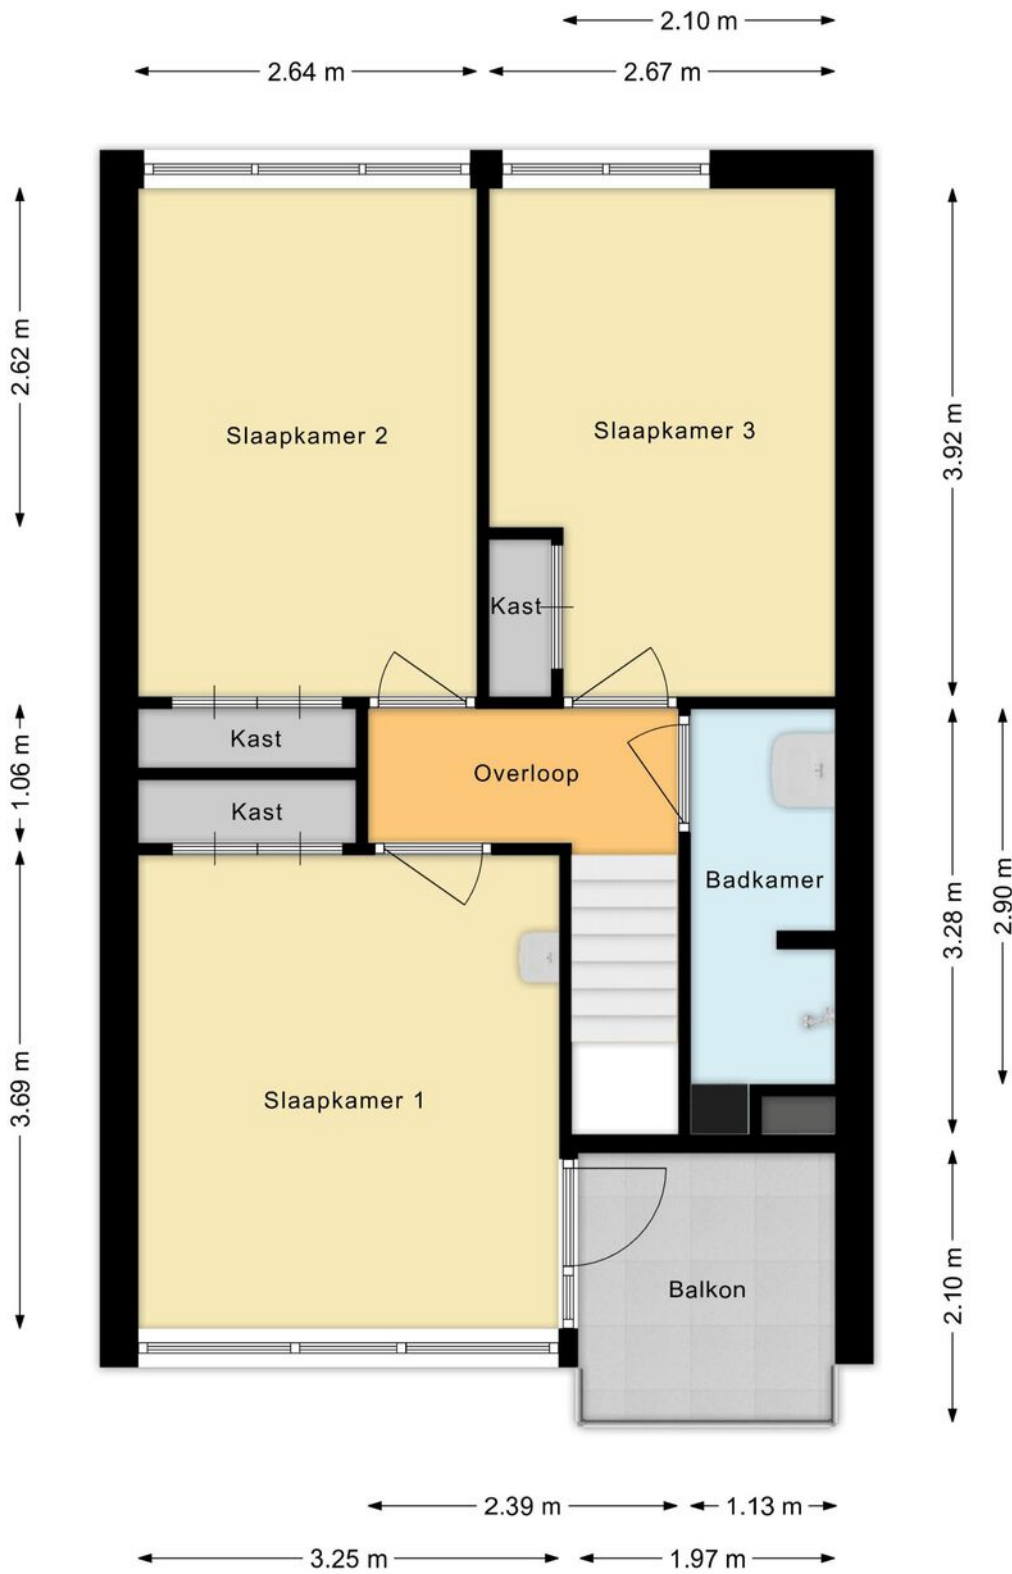 2.10 m
2.64 m
2.67 m
2.62 m
3.92 m
Slaapkamer 2
Slaapkamer 3
Kast
1.06 m
Kast
Overloop
Kast
Badkamer
3.28 m
2.90 m
3.69 m
Slaapkamer 1
Balkon
2.10 m
2.39 m
1.13 m
3.25 m
1.97 m